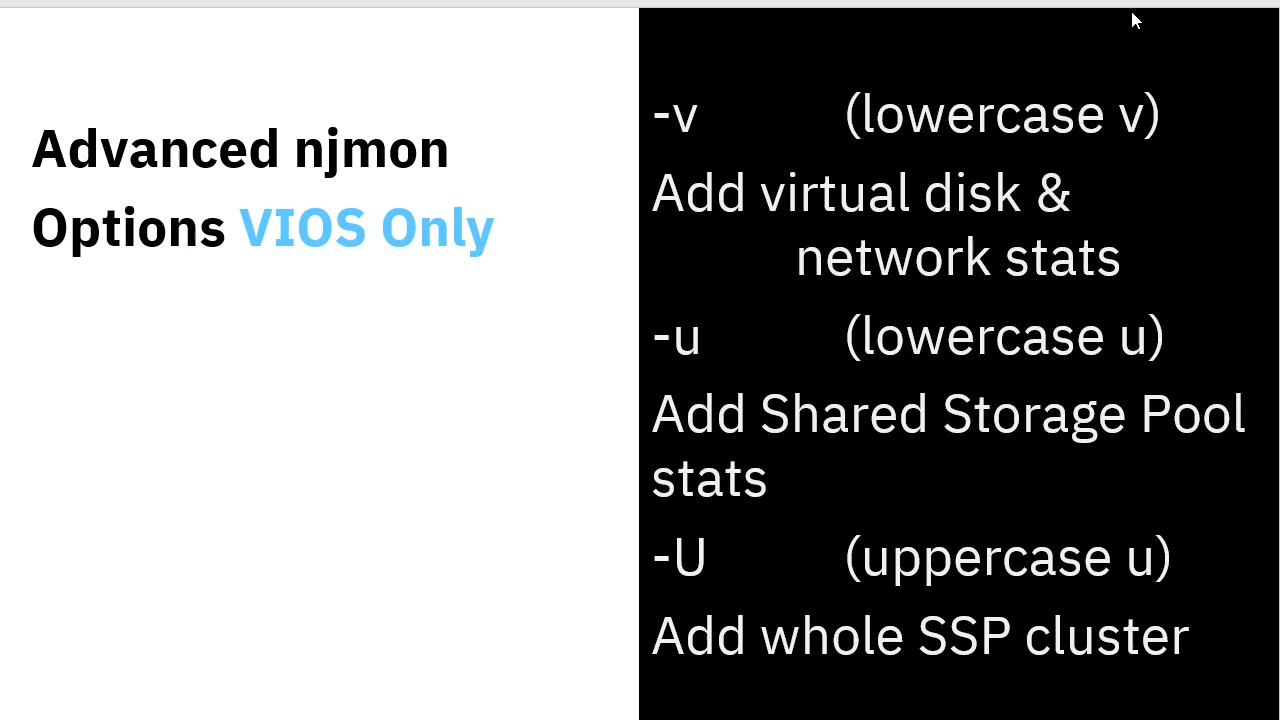 Advanced njmon
Options VIOS Only
-v (lowercase v)
Add virtual disk &
network stats
-u (lowercase u)
Add Shared Storage Pool
stats
-U (uppercase u)
Add whole SSP cluster